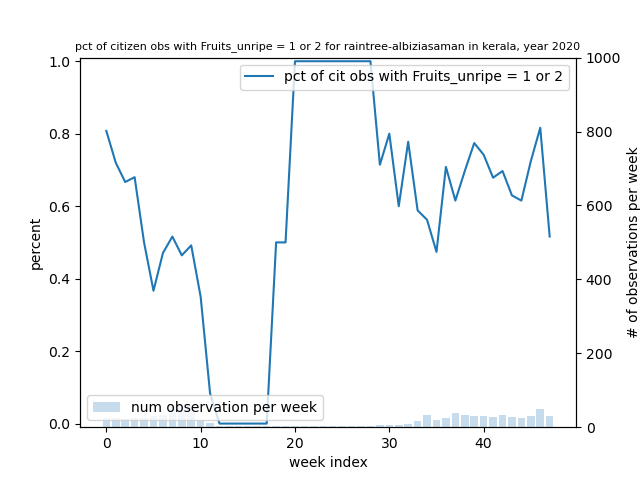 pct of citizen obs with Fruits_unripe = 1 or 2 for raintree-albiziasaman in kerala, year 2020
pct of cit obs with Fruits_unripe = 1 or 2
num observation per week
percent
1.0
0.8
0.6
0.4
0.2
0.0
0 10 20 30 40
week index
1000
800
600
400
200
0
# of observations per week